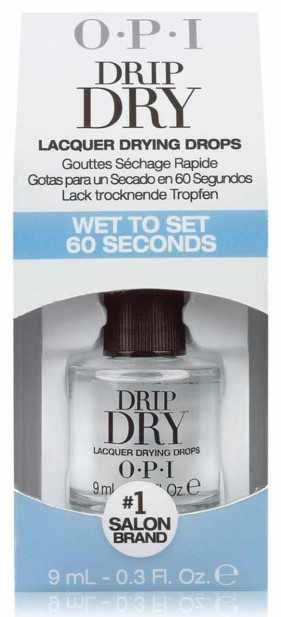 O·P·I
DRIP
DRY
LACQUER DRYING DROPS
Gouttes Séchage Rapide
Gotas para un Secado en 60 Segundos
Lack trocknende Tropfen
WET TO SET
60 SECONDS
DRIP
DRY
LACQUER DRYING DROPS
O·P·I
9 mL Fl. Oz. ℮
#1
SALON
BRAND
9 mL – 0.3 Fl. Oz. ℮